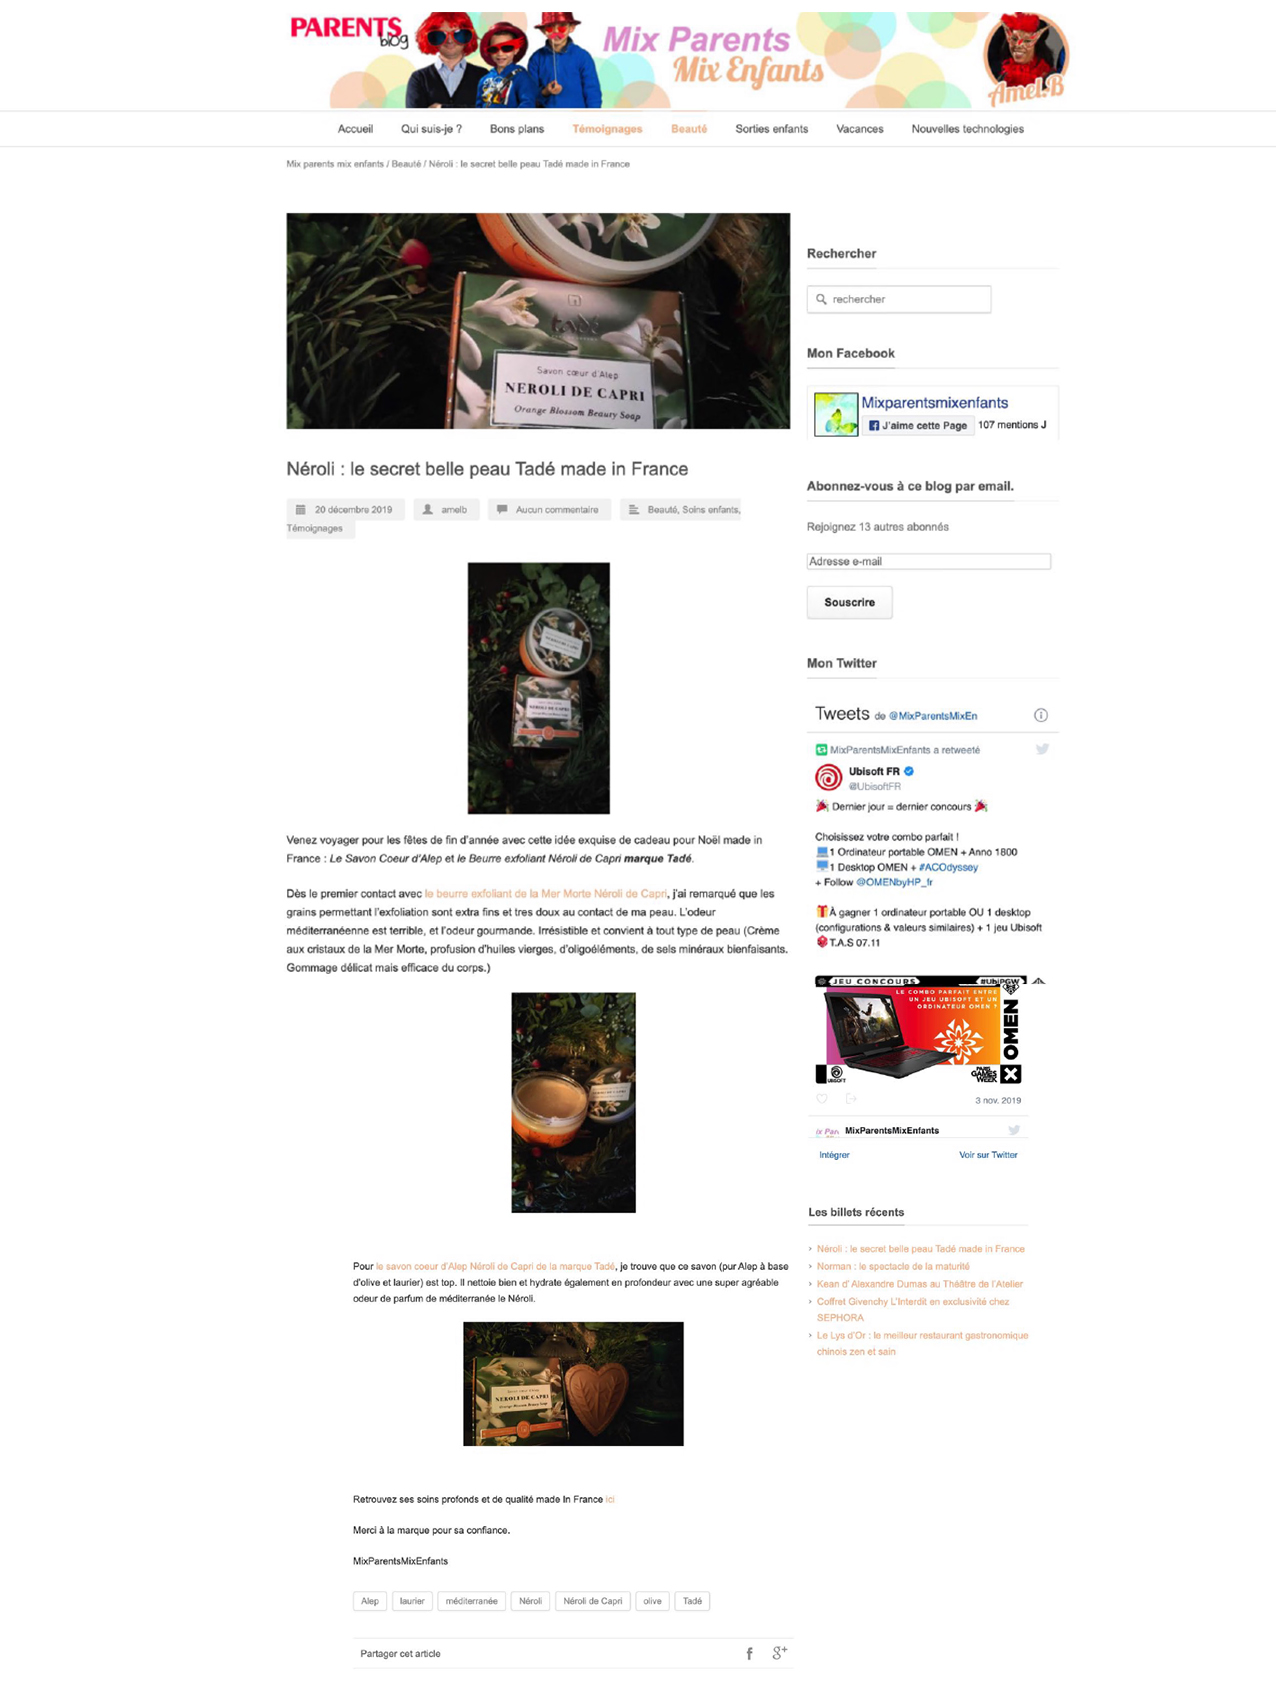 PARENTS
blog
Mix Parents
Mix Enfants
Amel.B
Accueil Qui suis-je ? Bons plans Témoignages Beauté Sorties enfants Vacances Nouvelles technologies
Mix parents mix enfants / Beauté / Néroli : le secret belle peau Tadé made in France
tadé
Savon cœur d'Alep
NEROLI DE CAPRI
Orange Blossom Beauty Soap
Néroli : le secret belle peau Tadé made in France
20 décembre 2019 amelb Aucun commentaire Beauté, Soins enfants,
Témoignages
NEROLI DE CAPRI
NEROLI DE CAPRI
Venez voyager pour les fêtes de fin d'année avec cette idée exquise de cadeau pour Noël made in
France : Le Savon Coeur d'Alep et le Beurre exfoliant Néroli de Capri marque Tadé.
Dès le premier contact avec le beurre exfoliant de la Mer Morte Néroli de Capri, j'ai remarqué que les
grains permettant l'exfoliation sont extra fins et tres doux au contact de ma peau. L'odeur
méditerranéenne est terrible, et l'odeur gourmande. Irrésistible et convient à tout type de peau (Crème
aux cristaux de la Mer Morte, profusion d'huiles vierges, d'oligoéléments, de sels minéraux bienfaisants.
Gommage délicat mais efficace du corps.)
NEROLI DE CAPRI
Pour le savon coeur d'Alep Néroli de Capri de la marque Tadé, je trouve que ce savon (pur Alep à base
d'olive et laurier) est top. Il nettoie bien et hydrate également en profondeur avec une super agréable
odeur de parfum de méditerranée le Néroli.
Savon cœur d'Alep
NEROLI DE CAPRI
Orange Blossom Beauty Soap
Retrouvez ses soins profonds et de qualité made In France ici
Merci à la marque pour sa confiance.
MixParentsMixEnfants
Alep laurier méditerranée Néroli Néroli de Capri olive Tadé
Partager cet article
Rechercher
rechercher
Mon Facebook
Mixparentsmixenfants
J'aime cette Page 107 mentions J
Abonnez-vous à ce blog par email.
Rejoignez 13 autres abonnés
Adresse e-mail
Souscrire
Mon Twitter
Tweets de @MixParentsMixEn
MixParentsMixEnfants a retweeté
Ubisoft FR
@UbisoftFR
Dernier jour = dernier concours
Choisissez votre combo parfait !
1 Ordinateur portable OMEN + Anno 1800
1 Desktop OMEN + #ACOdyssey
+ Follow @OMENbyHP_fr
À gagner 1 ordinateur portable OU 1 desktop
(configurations & valeurs similaires) + 1 jeu Ubisoft
T.A.S 07.11
JEU CONCOURS #UbiPGW
LE COMBO PARFAIT ENTRE
UN JEU UBISOFT ET UN
ORDINATEUR OMEN ?
OMEN
UBISOFT
PARIS
GAMES
WEEK
3 nov. 2019
MixParentsMixEnfants
Intégrer Voir sur Twitter
Les billets récents
Néroli : le secret belle peau Tadé made in France
Norman : le spectacle de la maturité
Kean d' Alexandre Dumas au Théâtre de l'Atelier
Coffret Givenchy L'Interdit en exclusivité chez
SEPHORA
Le Lys d'Or : le meilleur restaurant gastronomique
chinois zen et sain